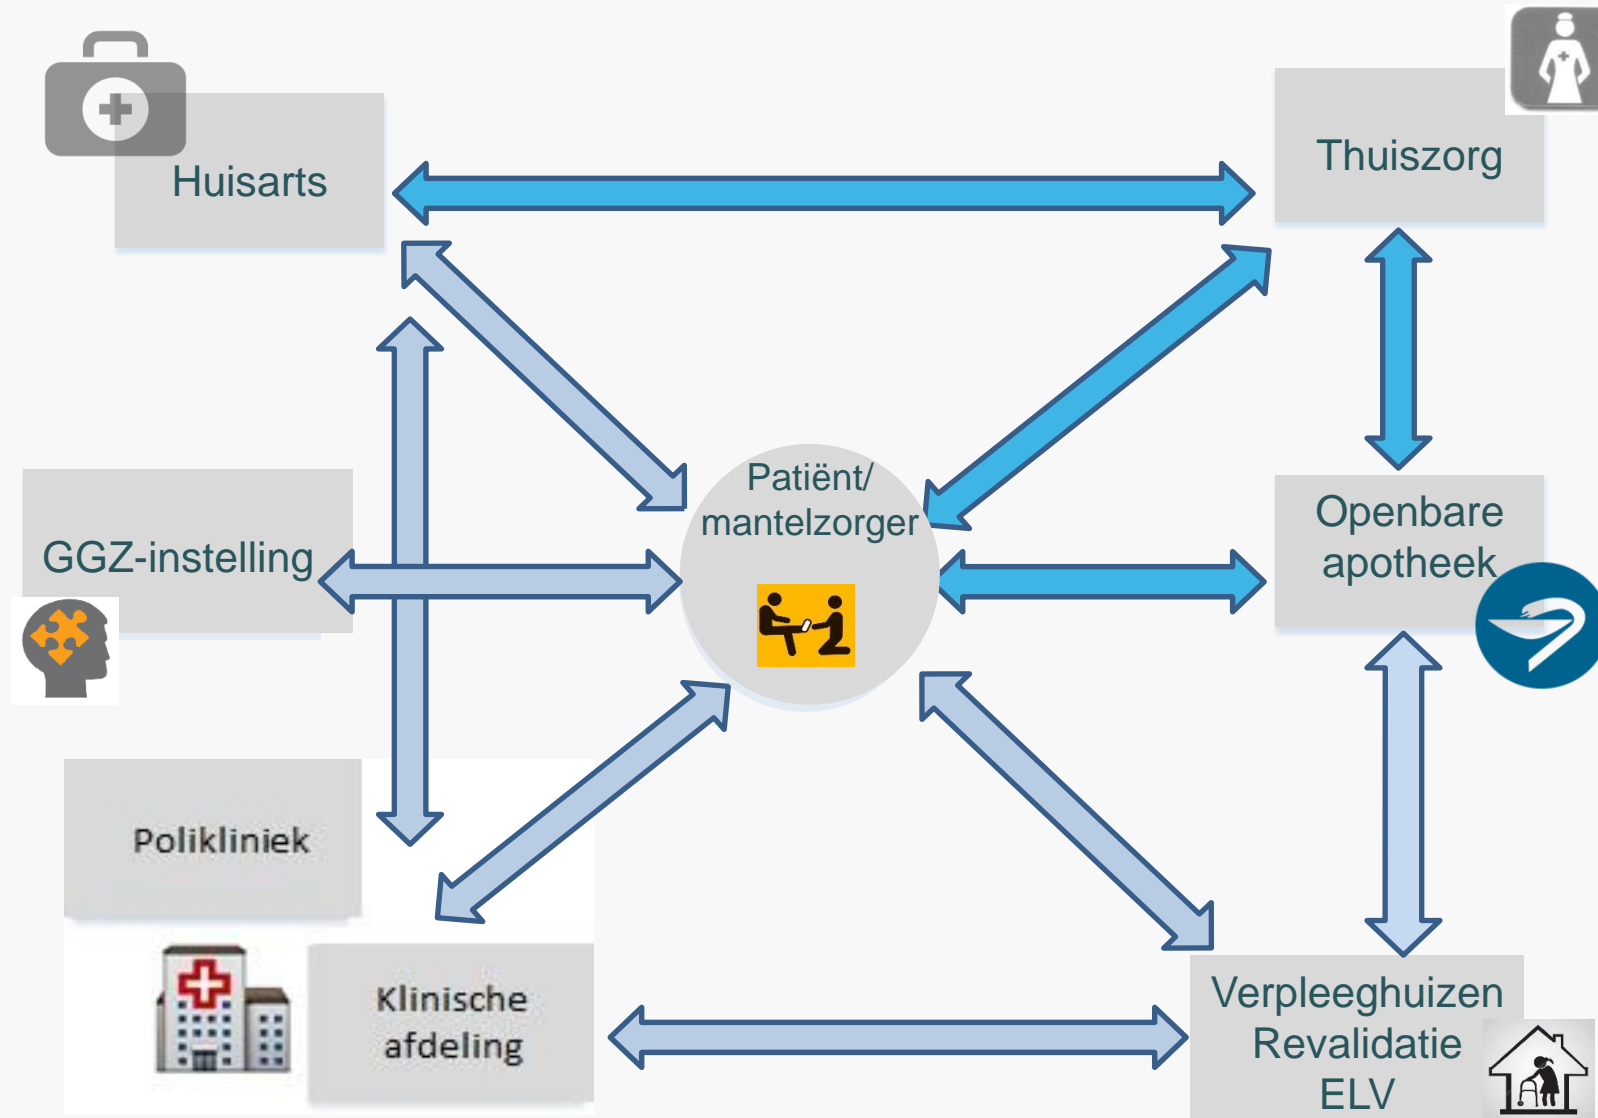 Huisarts
Thuiszorg
Patiënt/
mantelzorger
Openbare
apotheek
GGZ-instelling
Polikliniek
Klinische
afdeling
Verpleeghuizen
Revalidatie
ELV